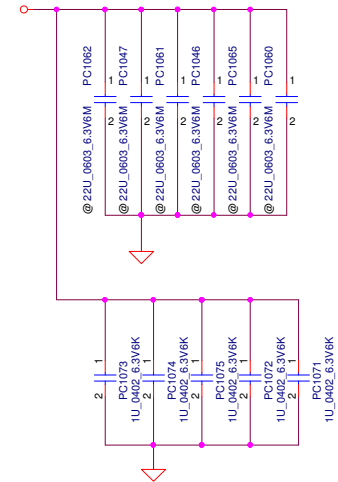 PC1062
@22U_0603_6.3V6M
PC1047
@22U_0603_6.3V6M
PC1061
@22U_0603_6.3V6M
PC1046
@22U_0603_6.3V6M
PC1065
@22U_0603_6.3V6M
PC1060
@22U_0603_6.3V6M
1
2
1
2
1
2
1
2
1
2
1
2
PC1073
1U_0402_6.3V6K
PC1074
1U_0402_6.3V6K
PC1075
1U_0402_6.3V6K
PC1072
1U_0402_6.3V6K
PC1071
1U_0402_6.3V6K
1
2
1
2
1
2
1
2
1
2